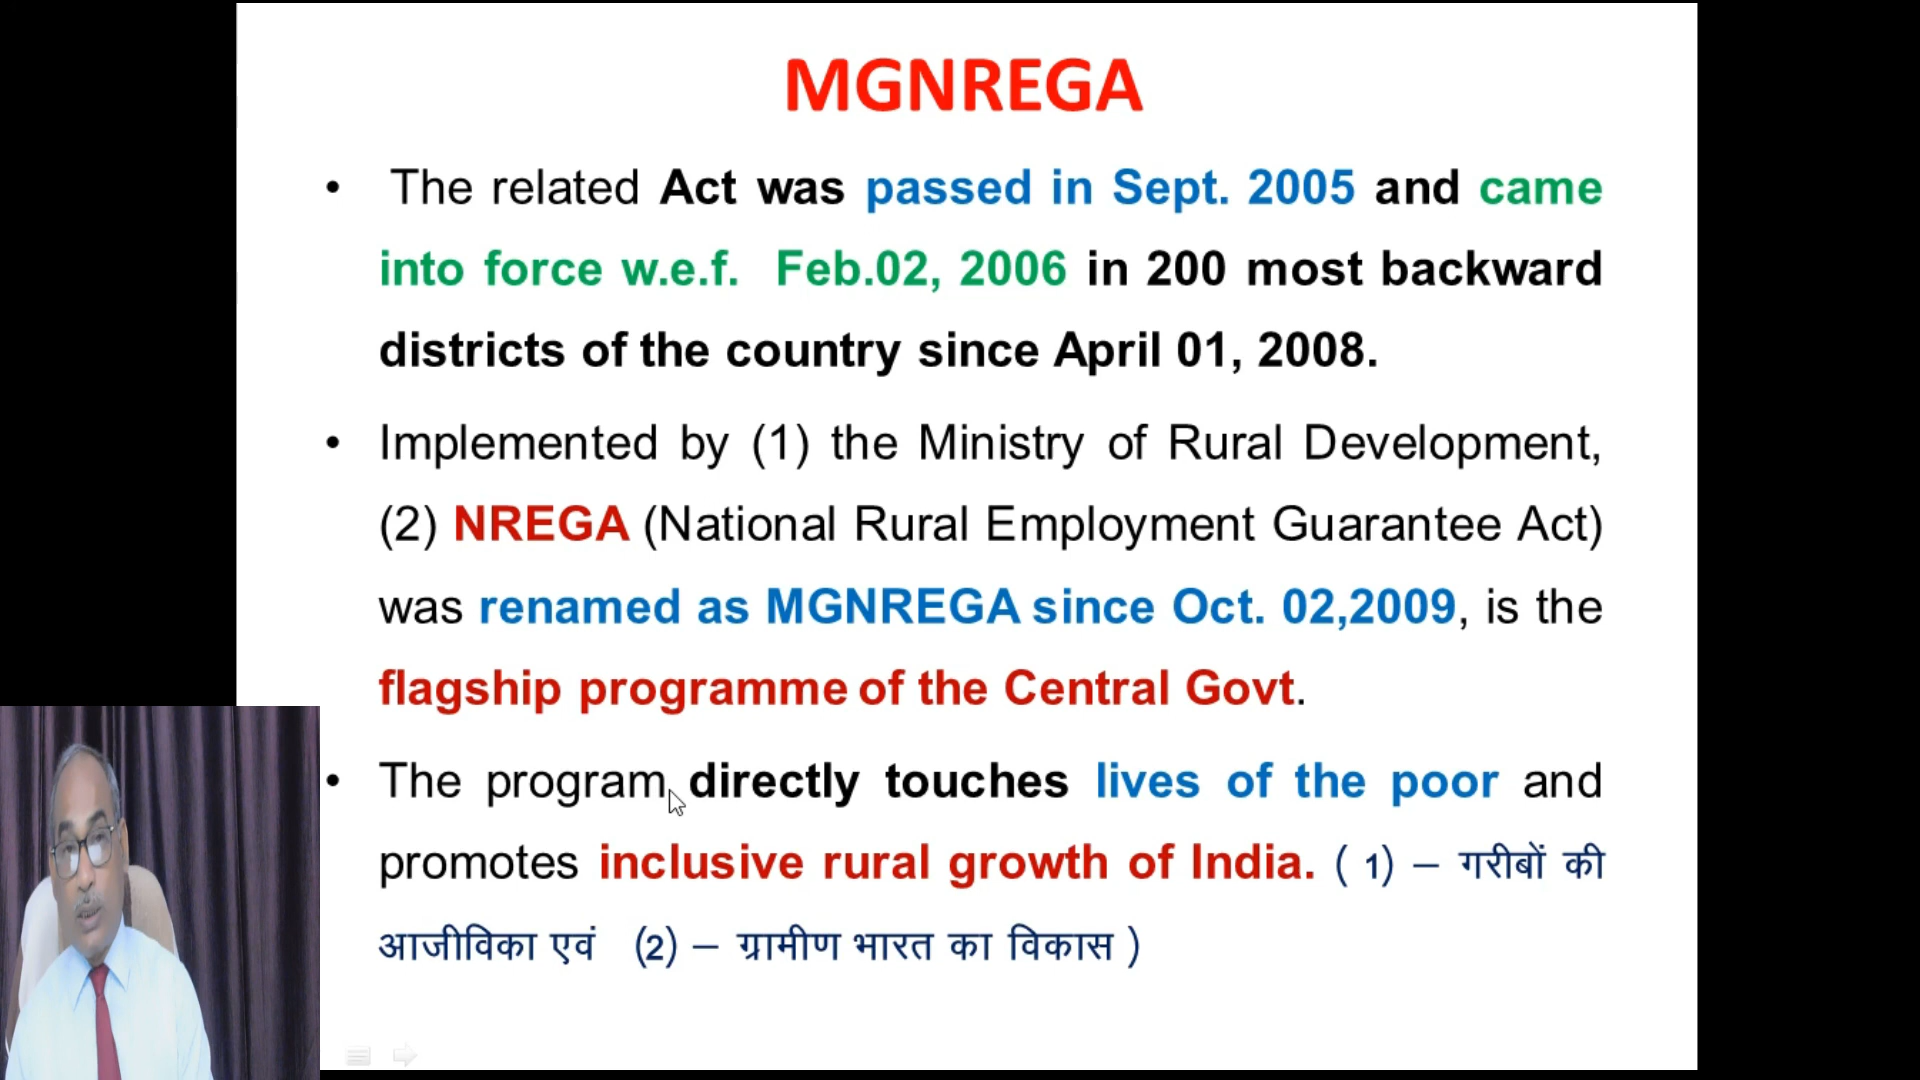 MGNREGA
• The related Act was passed in Sept. 2005 and came
into force w.e.f. Feb.02, 2006 in 200 most backward
districts of the country since April 01, 2008.
• Implemented by (1) the Ministry of Rural Development,
(2) NREGA (National Rural Employment Guarantee Act)
was renamed as MGNREGA since Oct. 02,2009, is the
flagship programme of the Central Govt.
• The program directly touches lives of the poor and
promotes inclusive rural growth of India. ( 1) – गरीबों की
आजीविका एवं (2) – ग्रामीण भारत का विकास )